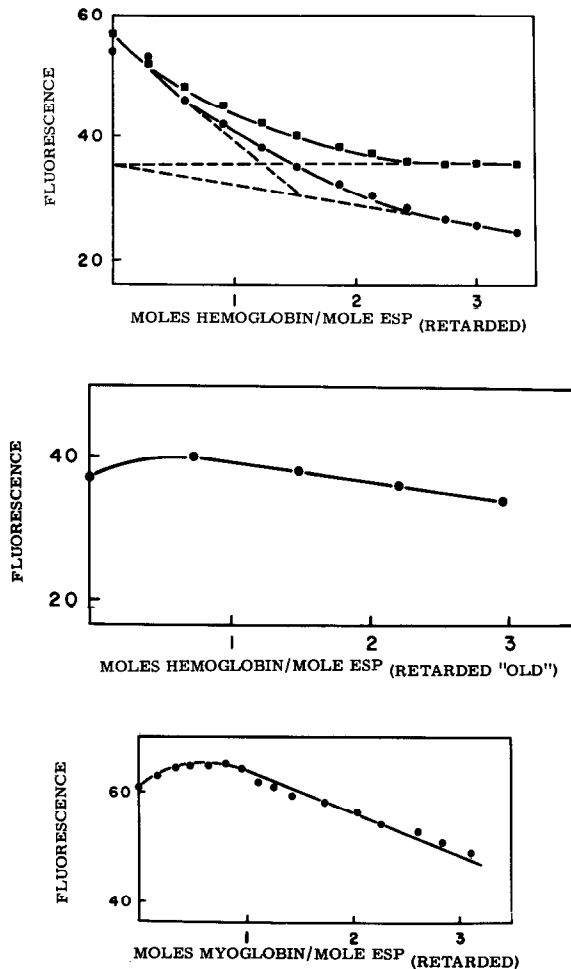 FLUORESCENCE
60
40
20
1 2 3
MOLES HEMOGLOBIN/MOLE ESP (RETARDED)
FLUORESCENCE
40
20
1 2 3
MOLES HEMOGLOBIN/MOLE ESP (RETARDED "OLD")
FLUORESCENCE
60
40
1 2 3
MOLES MYOGLOBIN/MOLE ESP (RETARDED)